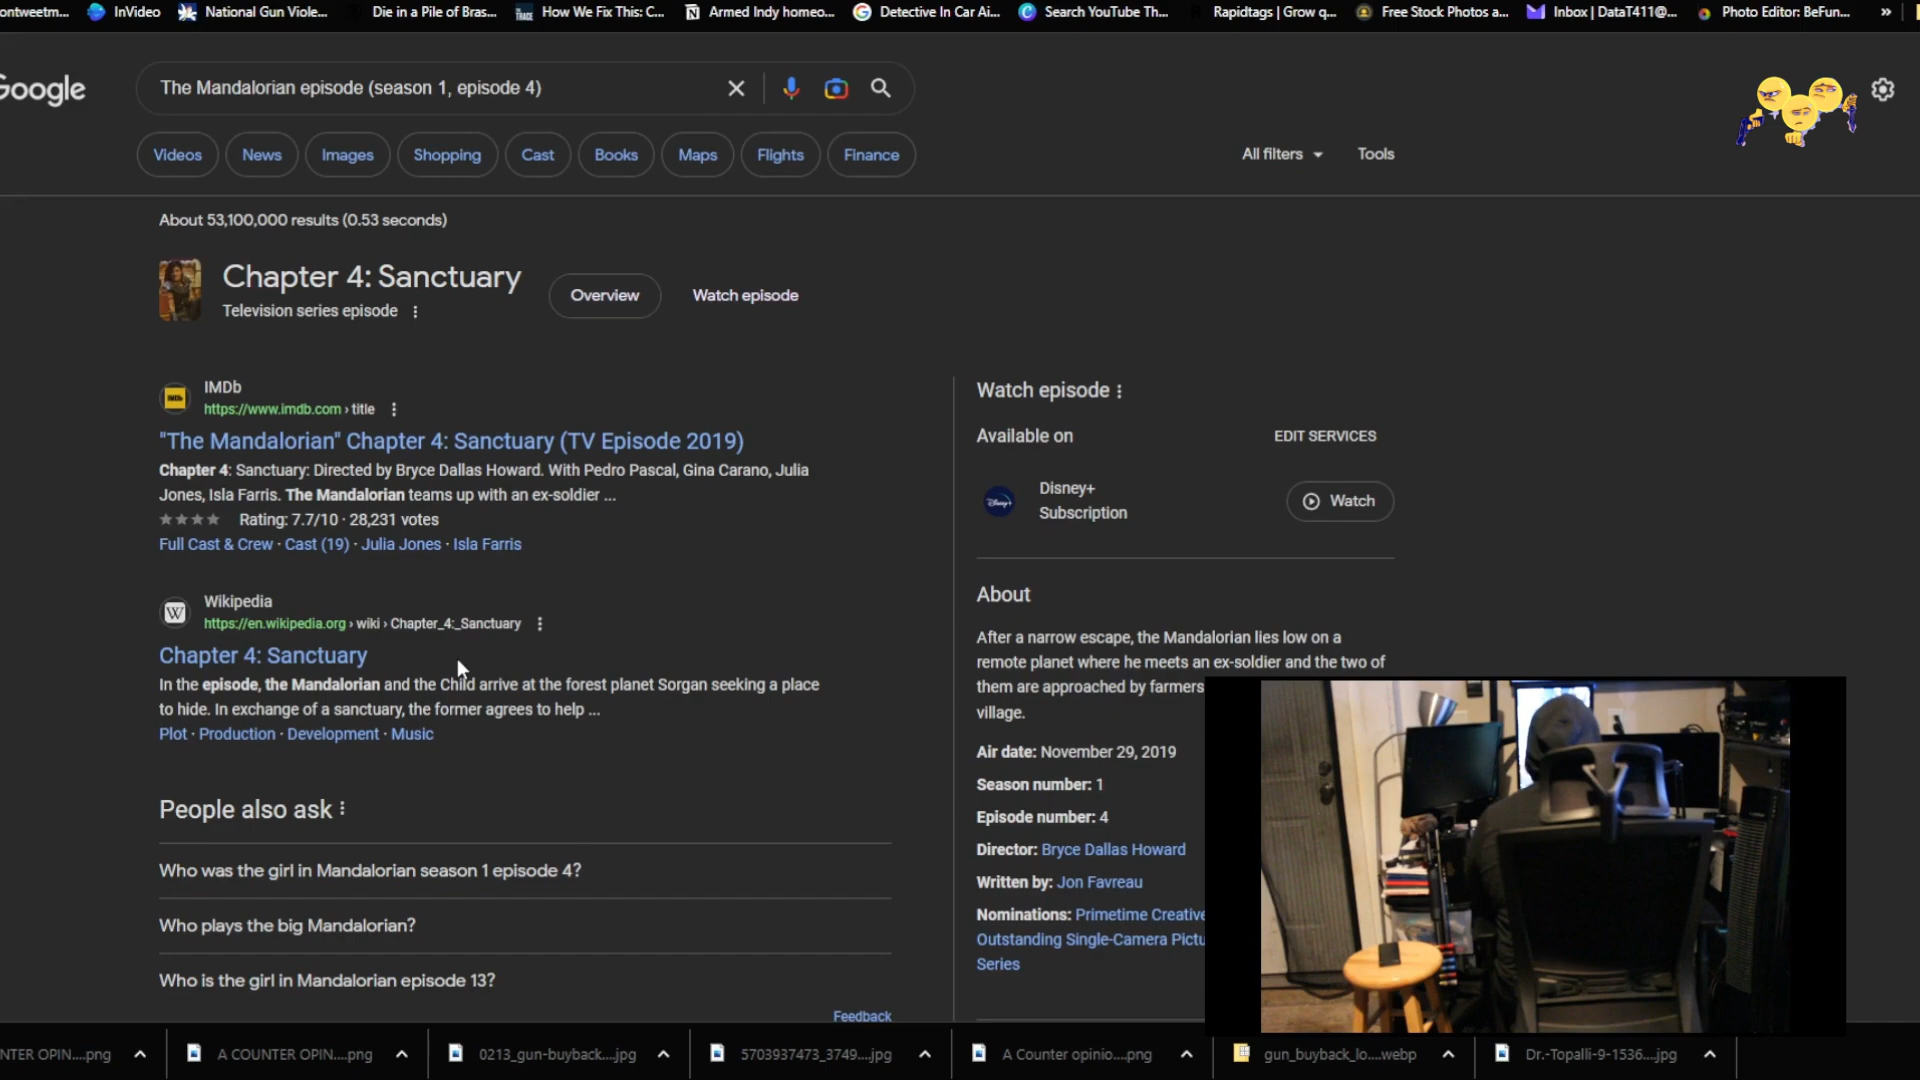 ontweetm...
InVideo
National Gun Viole...
Die in a Pile of Bras...
How We Fix This: C...
Armed Indy homeo...
Detective In Car Ai...
Search YouTube Th...
Rapidtags | Grow q...
Free Stock Photos a...
Inbox | DataT411@...
Photo Editor: BeFun...
»
Google
The Mandalorian episode (season 1, episode 4)
Videos
News
Images
Shopping
Cast
Books
Maps
Flights
Finance
All filters
Tools
About 53,100,000 results (0.53 seconds)
Chapter 4: Sanctuary
Television series episode
Overview
Watch episode
IMDb
https://www.imdb.com › title
"The Mandalorian" Chapter 4: Sanctuary (TV Episode 2019)
Chapter 4: Sanctuary: Directed by Bryce Dallas Howard. With Pedro Pascal, Gina Carano, Julia
Jones, Isla Farris. The Mandalorian teams up with an ex-soldier ...
Rating: 7.7/10 · 28,231 votes
Full Cast & Crew · Cast (19) · Julia Jones · Isla Farris
Wikipedia
https://en.wikipedia.org › wiki › Chapter_4:_Sanctuary
Chapter 4: Sanctuary
In the episode, the Mandalorian and the Child arrive at the forest planet Sorgan seeking a place
to hide. In exchange of a sanctuary, the former agrees to help ...
Plot · Production · Development · Music
People also ask
Who was the girl in Mandalorian season 1 episode 4?
Who plays the big Mandalorian?
Who is the girl in Mandalorian episode 13?
Feedback
Watch episode
Available on
EDIT SERVICES
Disney+
Subscription
Watch
About
After a narrow escape, the Mandalorian lies low on a
remote planet where he meets an ex-soldier and the two of
them are approached by farmers
village.
Air date: November 29, 2019
Season number: 1
Episode number: 4
Director: Bryce Dallas Howard
Written by: Jon Favreau
Nominations: Primetime Creative
Outstanding Single-Camera Pictu
Series
NTER OPIN....png
A COUNTER OPIN....png
0213_gun-buyback....jpg
5703937473_3749....jpg
A Counter opinio....png
gun_buyback_lo....webp
Dr.-Topalli-9-1536....jpg